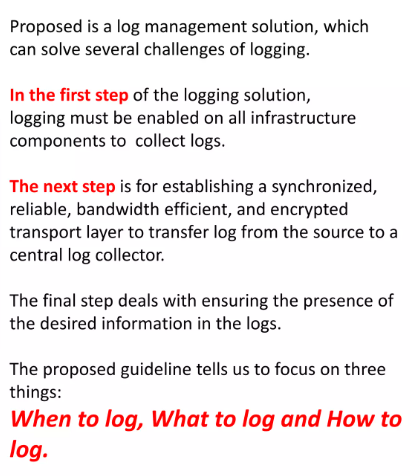 Proposed is a log management solution, which
can solve several challenges of logging.
In the first step of the logging solution,
logging must be enabled on all infrastructure
components to collect logs.
The next step is for establishing a synchronized,
reliable, bandwidth efficient, and encrypted
transport layer to transfer log from the source to a
central log collector.
The final step deals with ensuring the presence of
the desired information in the logs.
The proposed guideline tells us to focus on three
things:
When to log, What to log and How to
log.